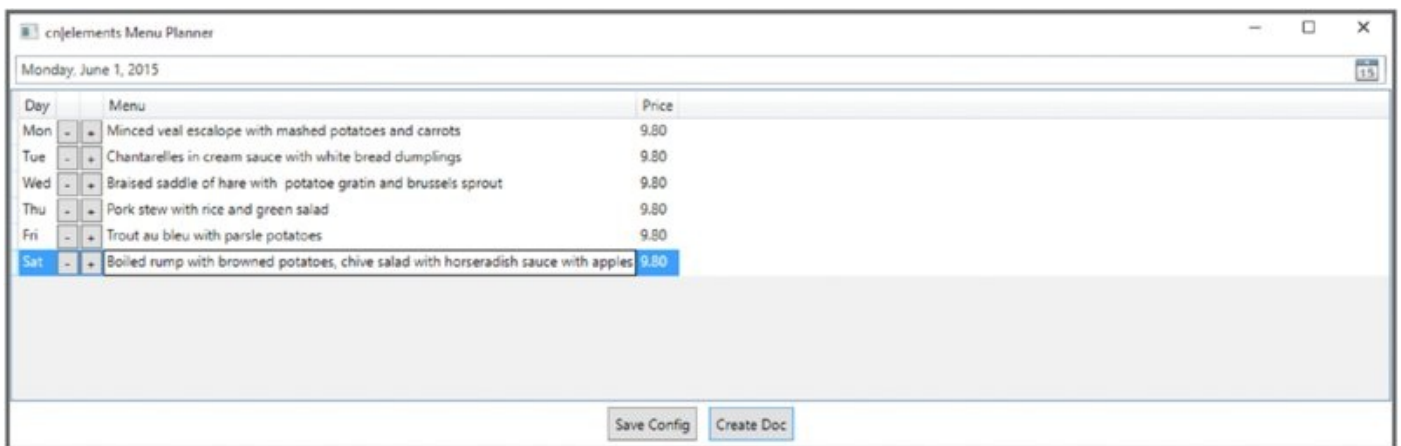 cn|elements Menu Planner
Monday, June 1, 2015
15
Day Menu Price
Mon - + Minced veal escalope with mashed potatoes and carrots 9.80
Tue - + Chantarelles in cream sauce with white bread dumplings 9.80
Wed - + Braised saddle of hare with  potatoe gratin and brussels sprout 9.80
Thu - + Pork stew with rice and green salad 9.80
Fri - + Trout au bleu with parsle potatoes 9.80
Sat - + Boiled rump with browned potatoes, chive salad with horseradish sauce with apples 9.80
Save Config Create Doc